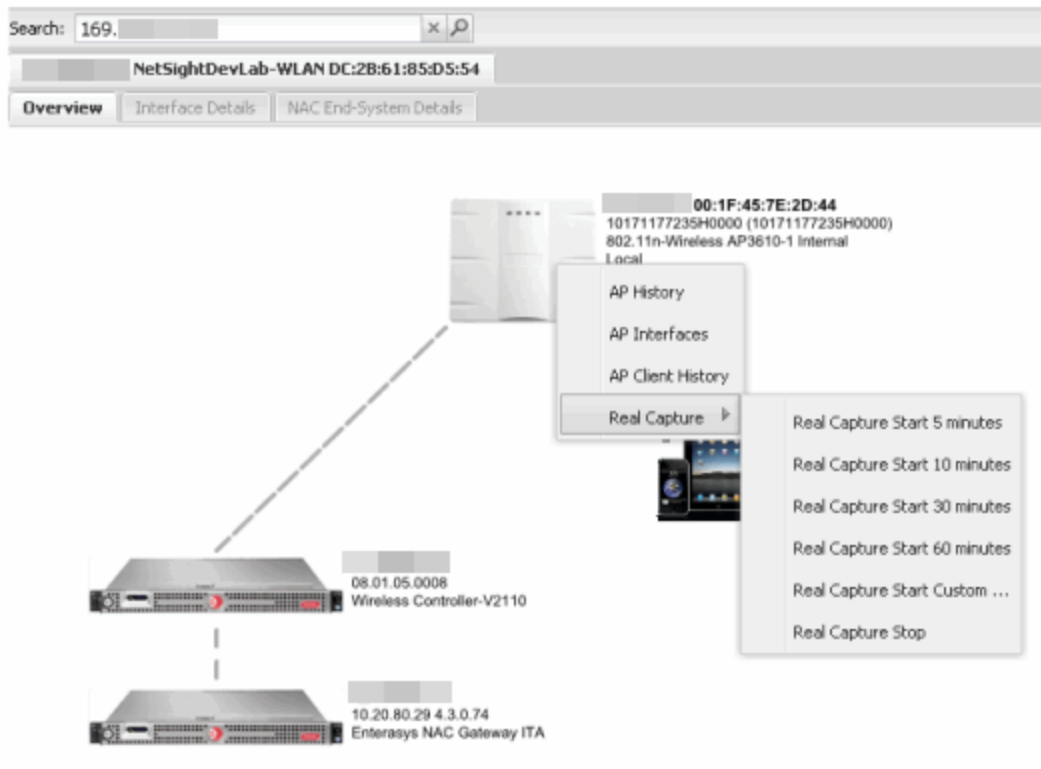 Search: 169.
NetSightDevLab-WLAN DC:2B:61:85:D5:54
Overview Interface Details NAC End-System Details
00:1F:45:7E:2D:44
10171177235H0000 (10171177235H0000)
802.11n-Wireless AP3610-1 Internal
Local
AP History
AP Interfaces
AP Client History
Real Capture
Real Capture Start 5 minutes
Real Capture Start 10 minutes
Real Capture Start 30 minutes
Real Capture Start 60 minutes
Real Capture Start Custom ...
Real Capture Stop
08.01.05.0008
Wireless Controller-V2110
10.20.80.29 4.3.0.74
Enterasys NAC Gateway ITA